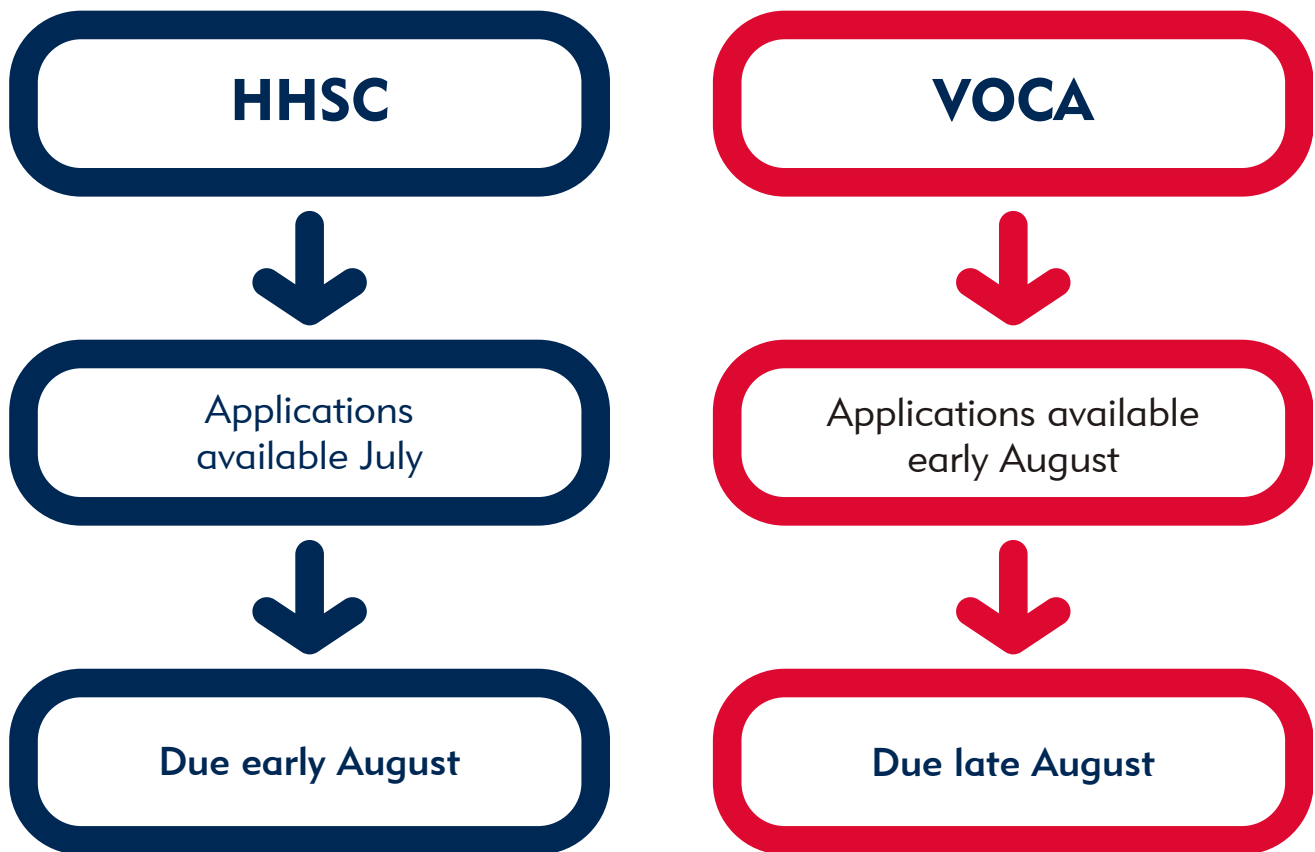 HHSC
Applications
available July
Due early August
VOCA
Applications available
early August
Due late August